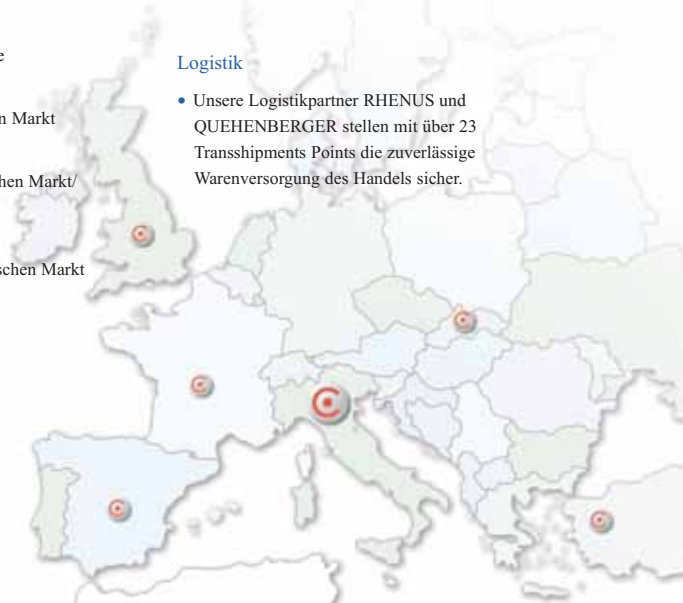 e
n Markt
hen Markt/
schen Markt
Logistik
• Unsere Logistikpartner RHENUS und
QUEHENBERGER stellen mit über 23
Transshipments Points die zuverlässige
Warenversorgung des Handels sicher.